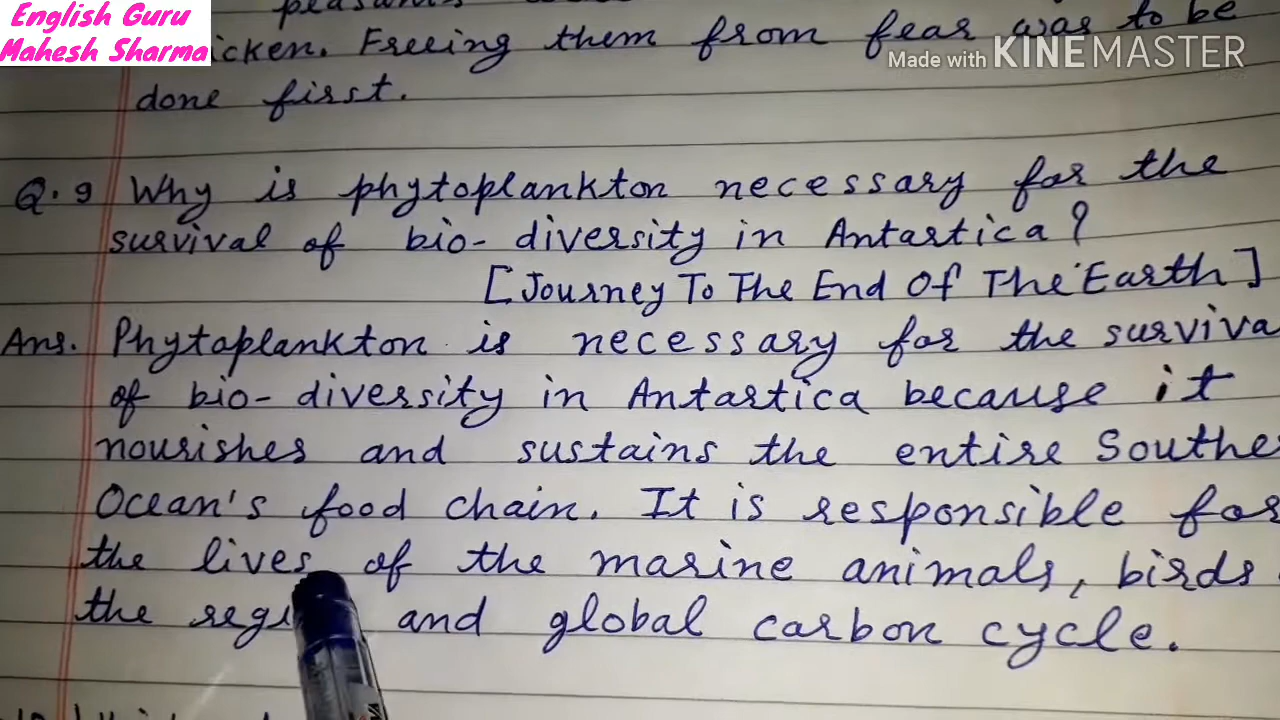 English Guru
Mahesh Sharma
icken. Freeing them from fear was to be
Made with KINEMASTER
done first.
Q. 9 Why is phytoplankton necessary for the
survival of bio- diversity in Antartica?
[Journey To The End Of The Earth]
Ans. Phytoplankton is necessary for the surviva
of bio- diversity in Antartica because it
nourishes and sustains the entire Southe
Ocean's food chain. It is responsible for
the lives of the marine animals, birds
the regi and global carbon cycle.